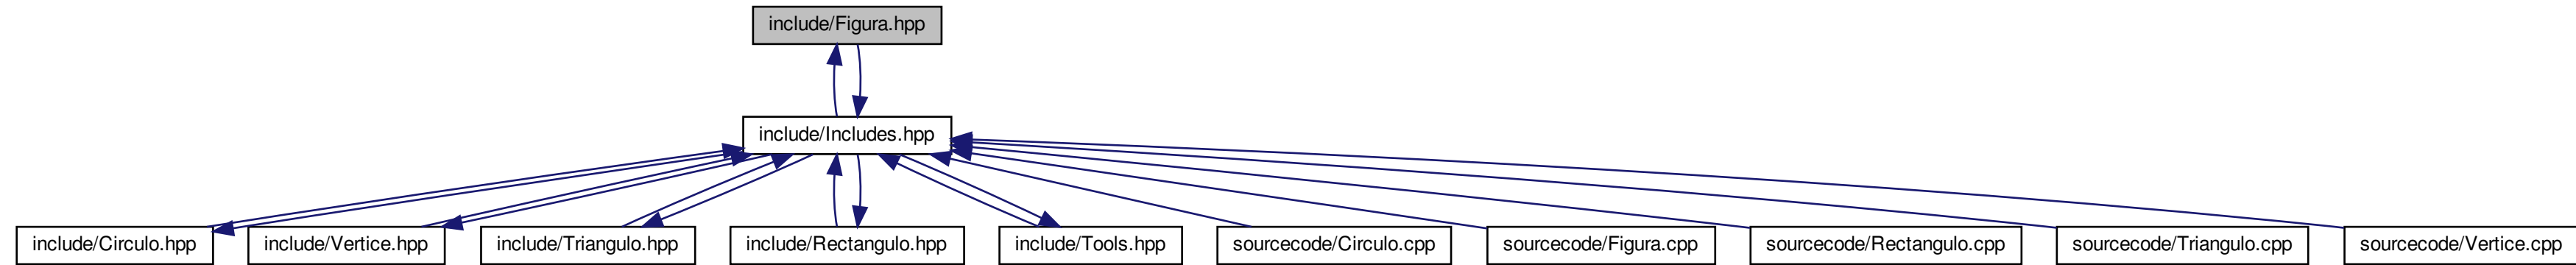 include/Figura.hpp
include/Includes.hpp
include/Circulo.hpp
include/Vertice.hpp
include/Triangulo.hpp
include/Rectangulo.hpp
include/Tools.hpp
sourcecode/Circulo.cpp
sourcecode/Figura.cpp
sourcecode/Rectangulo.cpp
sourcecode/Triangulo.cpp
sourcecode/Vertice.cpp